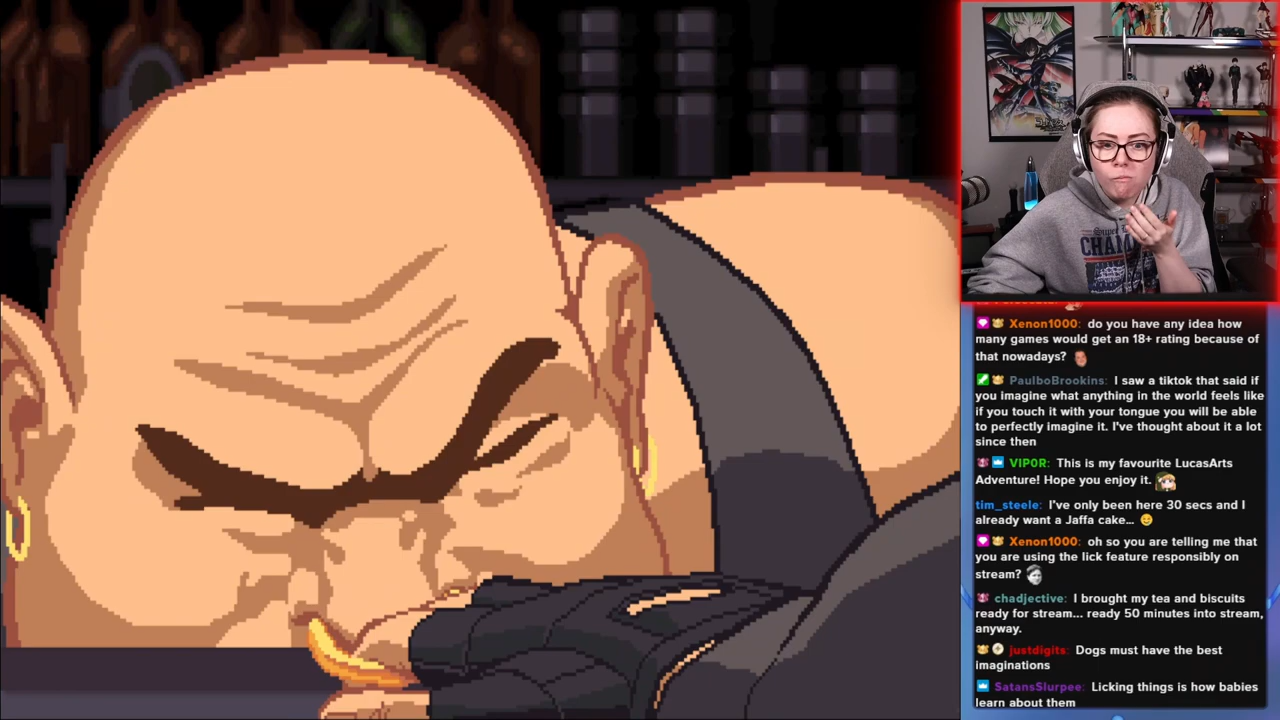 CHAM
Xenon1000: do you have any idea how
many games would get an 18+ rating because of
that nowadays?
PaulboBrookins: I saw a tiktok that said if
you imagine what anything in the world feels like
if you touch it with your tongue you will be able
to perfectly imagine it. I've thought about it a lot
since then
VIP0R: This is my favourite LucasArts
Adventure! Hope you enjoy it.
tim_steele: I've only been here 30 secs and I
already want a Jaffa cake...
Xenon1000: oh so you are telling me that
you are using the lick feature responsibly on
stream?
chadjective: I brought my tea and biscuits
ready for stream... ready 50 minutes into stream,
anyway.
justdigits: Dogs must have the best
imaginations
SatansSlurpee: Licking things is how babies
learn about them